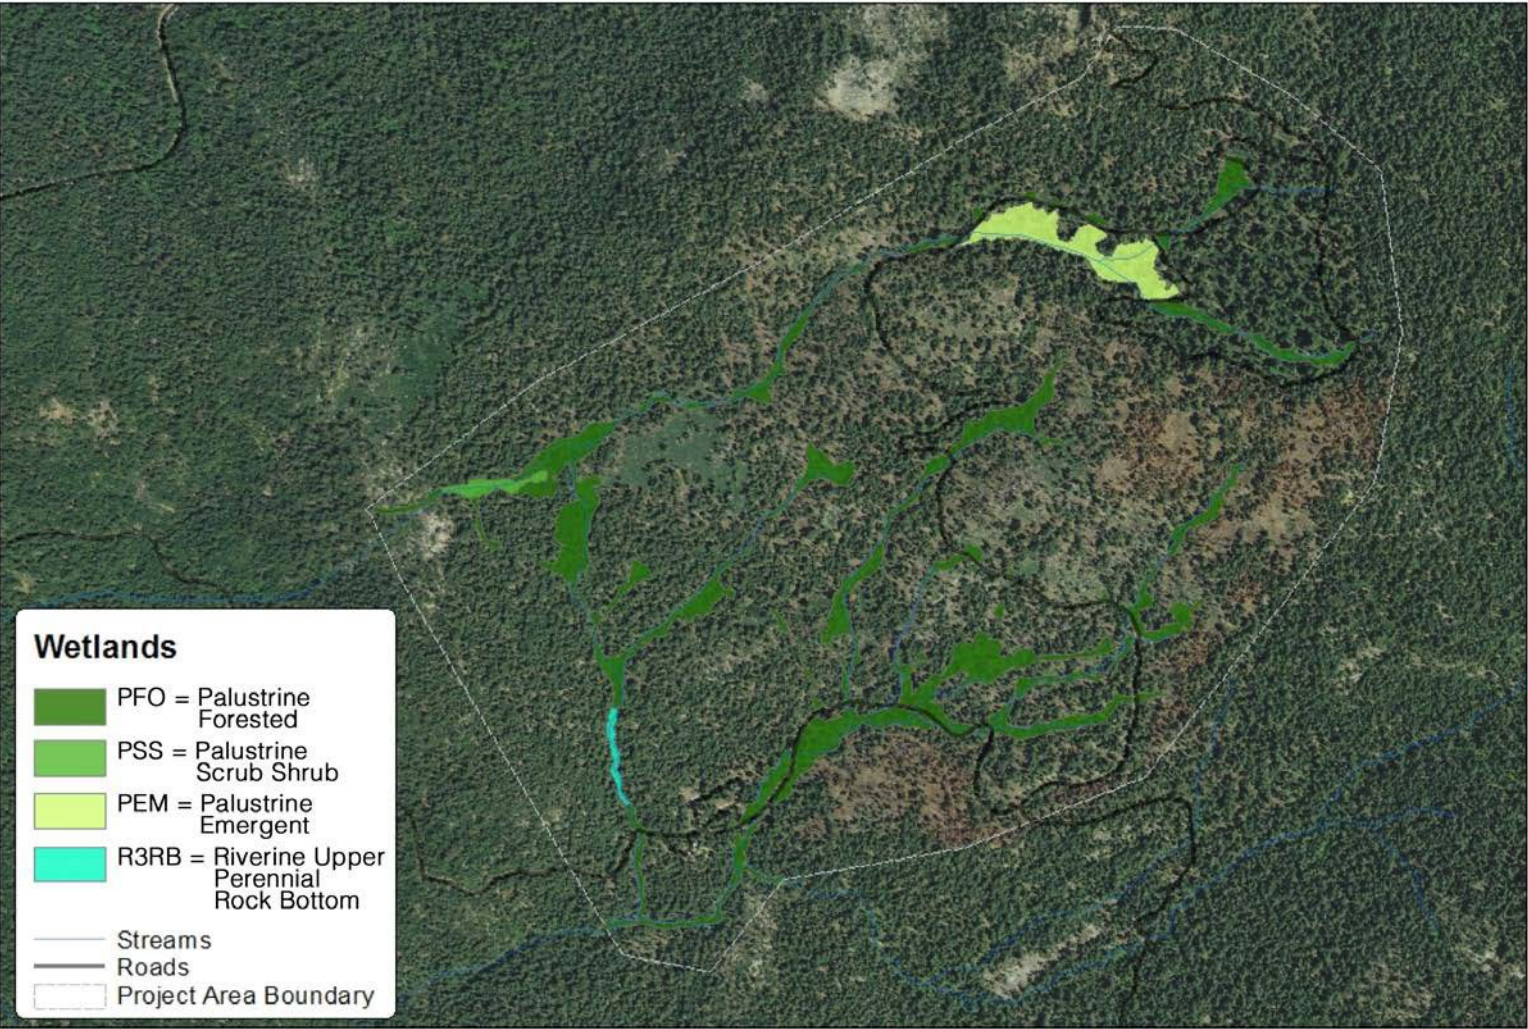 Wetlands
PFO = Palustrine
Forested
PSS = Palustrine
Scrub Shrub
PEM = Palustrine
Emergent
R3RB = Riverine Upper
Perennial
Rock Bottom
Streams
Roads
Project Area Boundary